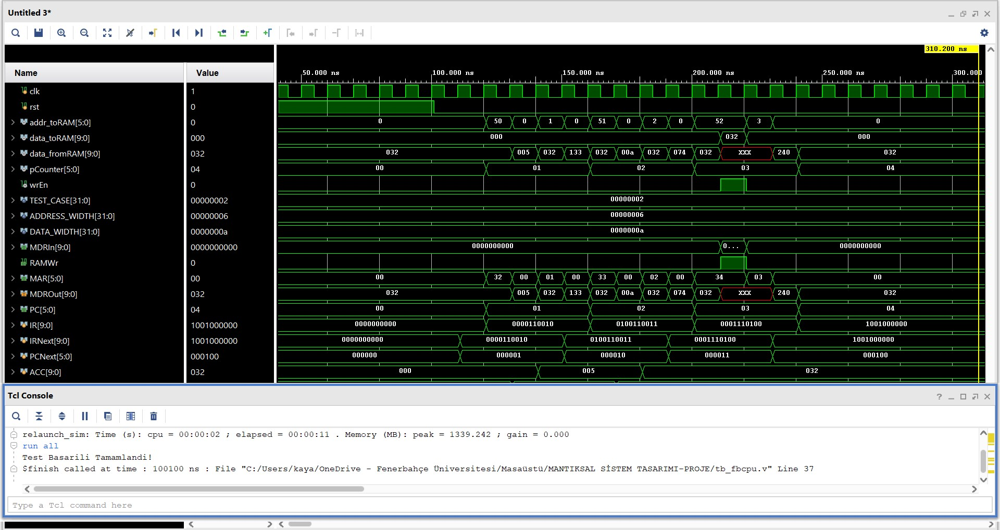 Untitled 3*
310.200 ns
Name Value
50.000 ns 100.000 ns 150.000 ns 200.000 ns 250.000 ns 300.000
clk 1
rst 0
addr_toRAM[5:0] 0 0 50 0 1 0 51 0 2 0 52 3 0
data_toRAM[9:0] 000 000 032 000
data_fromRAM[9:0] 032 032 005 032 133 032 00a 032 074 032 XXX 240 032
pCounter[5:0] 04 00 01 02 03 04
wrEn 0
TEST_CASE[31:0] 00000002 00000002
ADDRESS_WIDTH[31:0] 00000006 00000006
DATA_WIDTH[31:0] 0000000a 0000000a
MDRIn[9:0] 0000000000 0000000000 0... 0000000000
RAMWr 0
MAR[5:0] 00 00 32 00 01 00 33 00 02 00 34 03 00
MDROut[9:0] 032 032 005 032 133 032 00a 032 074 032 XXX 240 032
PC[5:0] 04 00 01 02 03 04
IR[9:0] 1001000000 0000000000 0000110010 0100110011 0001110100 1001000000
IRNext[9:0] 1001000000 0000000000 0000110010 0100110011 0001110100 1001000000
PCNext[5:0] 000100 000000 000001 000010 000011 000100
ACC[9:0] 032 000 005 032
Tcl Console
relaunch_sim: Time (s): cpu = 00:00:02 ; elapsed = 00:00:11 . Memory (MB): peak = 1339.242 ; gain = 0.000
run all
Test Basarili Tamamlandi!
$finish called at time : 100100 ns : File "C:/Users/kaya/OneDrive - Fenerbahçe Üniversitesi/Masaüstü/MANTIKSAL SİSTEM TASARIMI-PROJE/tb_fbcpu.v" Line 37
Type a Tcl command here